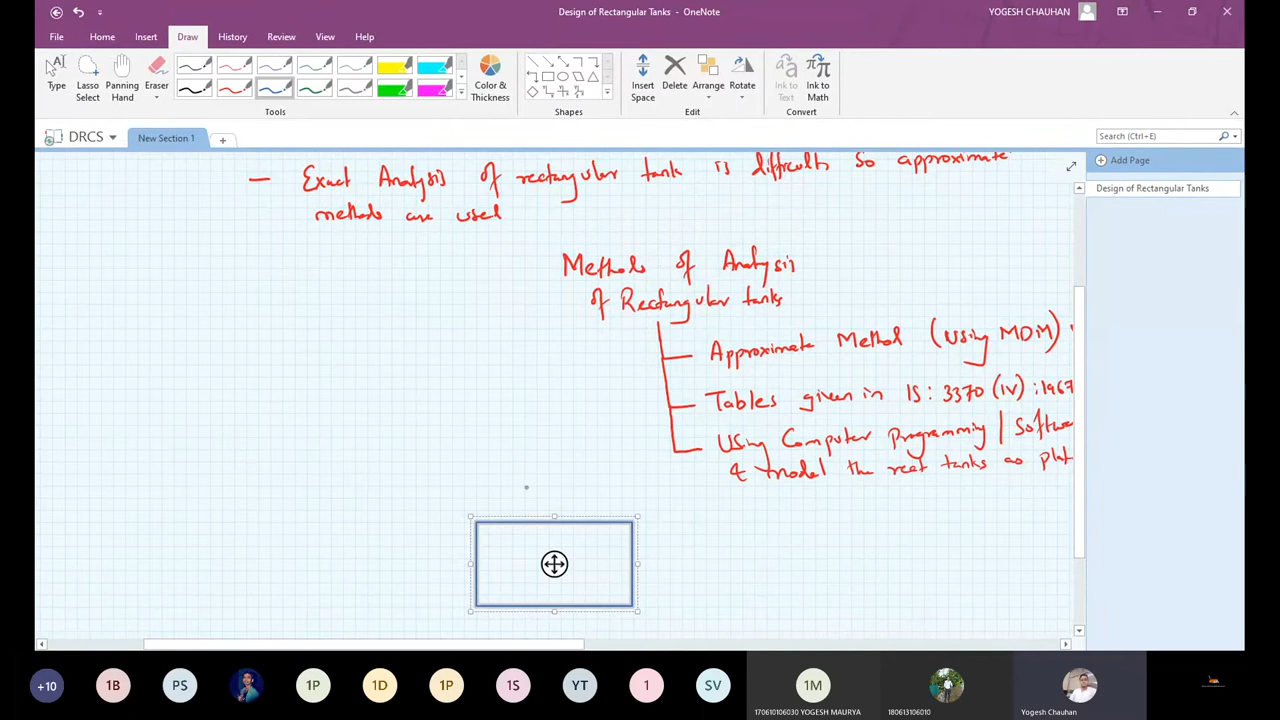 Design of Rectangular Tanks - OneNote
YOGESH CHAUHAN
File
Home
Insert
Draw
History
Review
View
Help
Type
Lasso Select
Panning Hand
Eraser
Color & Thickness
Insert Space
Delete
Arrange
Rotate
Ink to Text
Ink to Math
Tools
Shapes
Edit
Convert
DRCS
New Section 1
Search (Ctrl+E)
Add Page
Design of Rectangular Tanks
— Exact Analysis of rectangular tank is difficult so approximate
methods are used
Methods of Analysis
of Rectangular tanks
Approximate Method (Using MDM)
Tables given in IS : 3370 (IV) : 1967
Using Computer Programming | Softwa
& model the rect tanks as plat
+10
1B
PS
1P
1D
1P
1S
YT
1
SV
1M
170610106030 YOGESH MAURYA
180613106010
Yogesh Chauhan